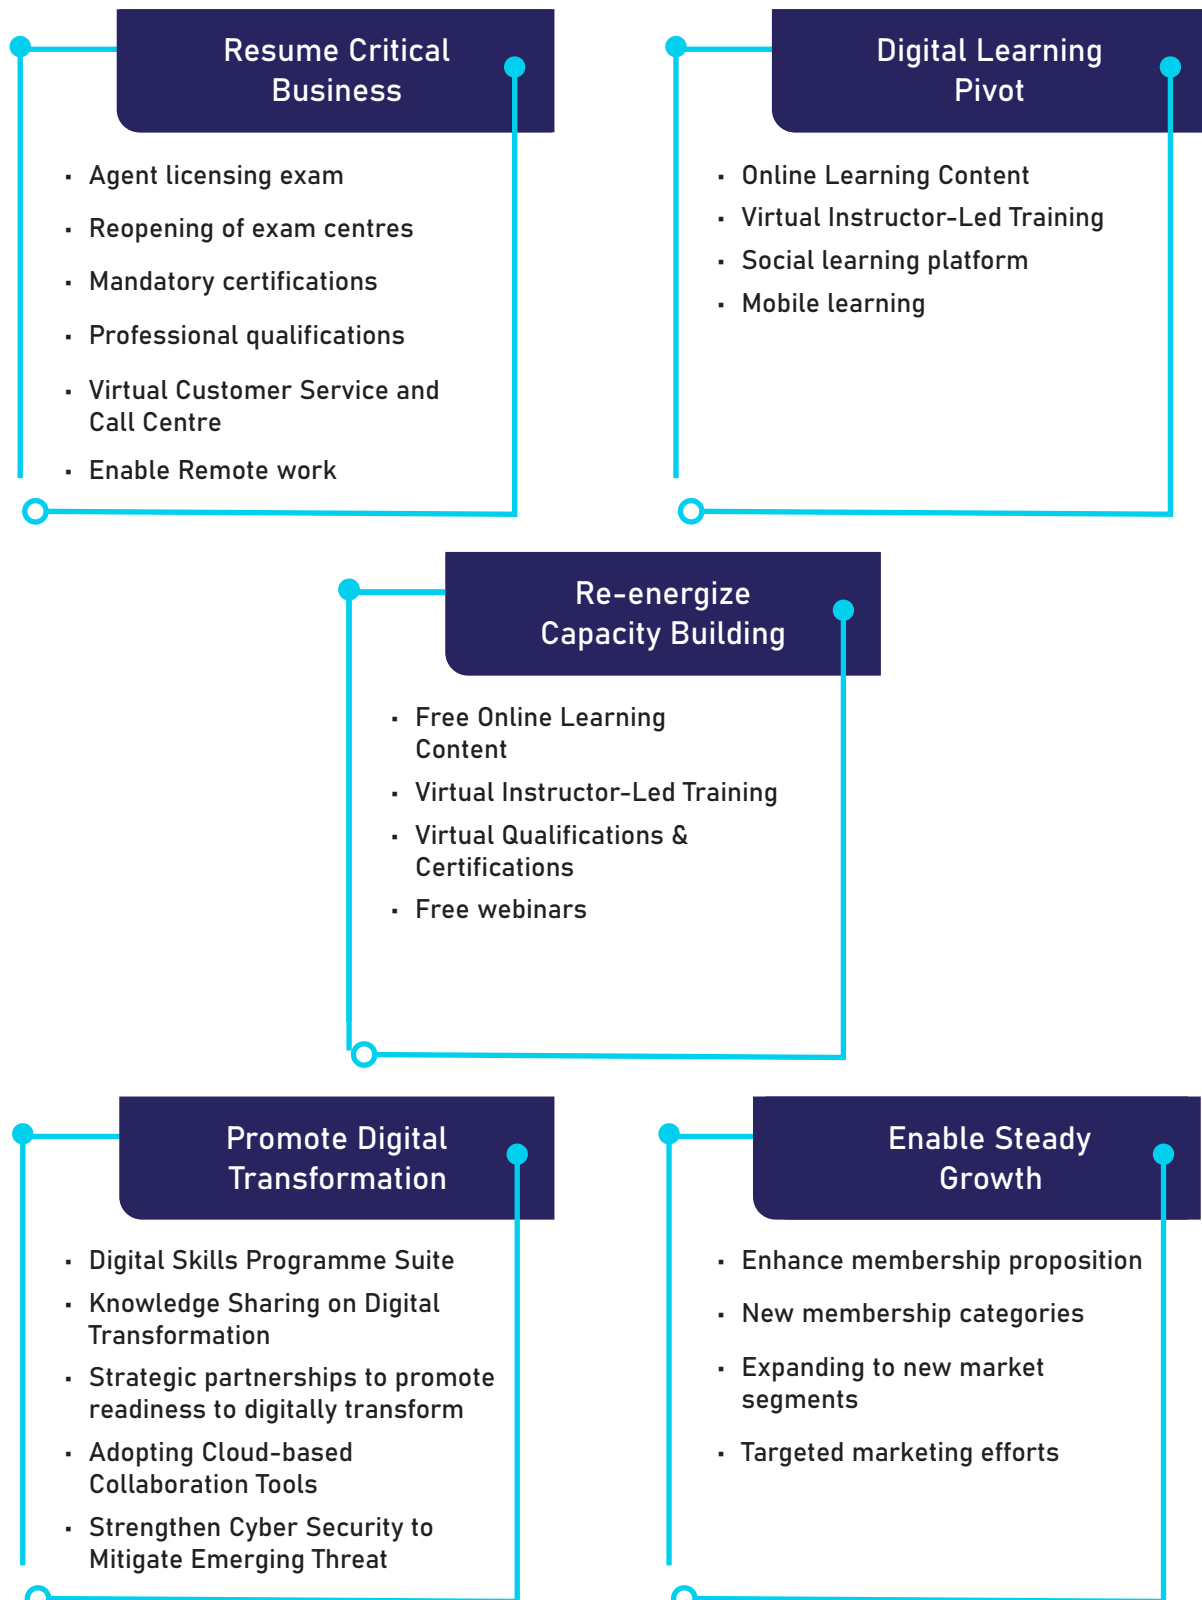 Resume Critical
Business
▪ Agent licensing exam
▪ Reopening of exam centres
▪ Mandatory certifications
▪ Professional qualifications
▪ Virtual Customer Service and
Call Centre
▪ Enable Remote work
Digital Learning
Pivot
▪ Online Learning Content
▪ Virtual Instructor-Led Training
▪ Social learning platform
▪ Mobile learning
Re-energize
Capacity Building
▪ Free Online Learning
Content
▪ Virtual Instructor-Led Training
▪ Virtual Qualifications &
Certifications
▪ Free webinars
Promote Digital
Transformation
▪ Digital Skills Programme Suite
▪ Knowledge Sharing on Digital
Transformation
▪ Strategic partnerships to promote
readiness to digitally transform
▪ Adopting Cloud-based
Collaboration Tools
▪ Strengthen Cyber Security to
Mitigate Emerging Threat
Enable Steady
Growth
▪ Enhance membership proposition
▪ New membership categories
▪ Expanding to new market
segments
▪ Targeted marketing efforts